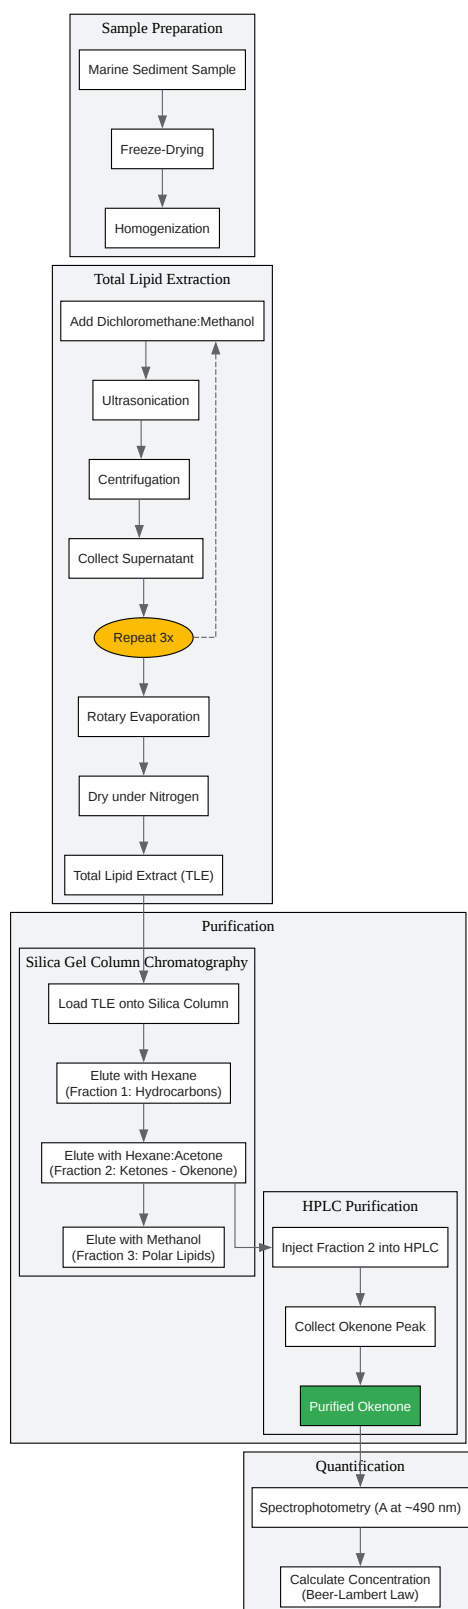 Sample Preparation
Marine Sediment Sample
Freeze-Drying
Homogenization
Total Lipid Extraction
Add Dichloromethane:Methanol
Ultrasonication
Centrifugation
Collect Supernatant
Repeat 3x
Rotary Evaporation
Dry under Nitrogen
Total Lipid Extract (TLE)
Purification
Silica Gel Column Chromatography
Load TLE onto Silica Column
Elute with Hexane
(Fraction 1: Hydrocarbons)
Elute with Hexane:Acetone
(Fraction 2: Ketones - Okenone)
Elute with Methanol
(Fraction 3: Polar Lipids)
HPLC Purification
Inject Fraction 2 into HPLC
Collect Okenone Peak
Purified Okenone
Quantification
Spectrophotometry (A at ~490 nm)
Calculate Concentration
(Beer-Lambert Law)